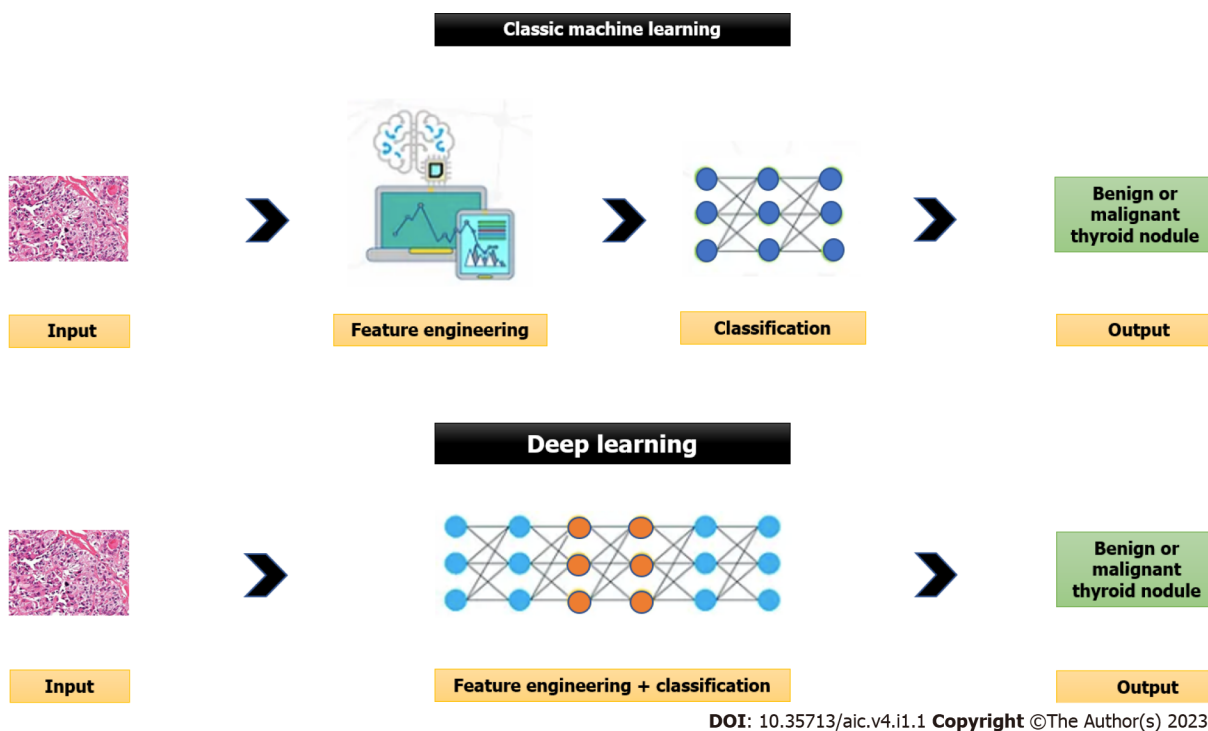 Classic machine learning
Benign or
malignant
thyroid nodule
Input
Feature engineering
Classification
Output
Deep learning
Benign or
malignant
thyroid nodule
Input
Feature engineering + classification
Output
DOI: 10.35713/aic.v4.i1.1 Copyright ©The Author(s) 2023